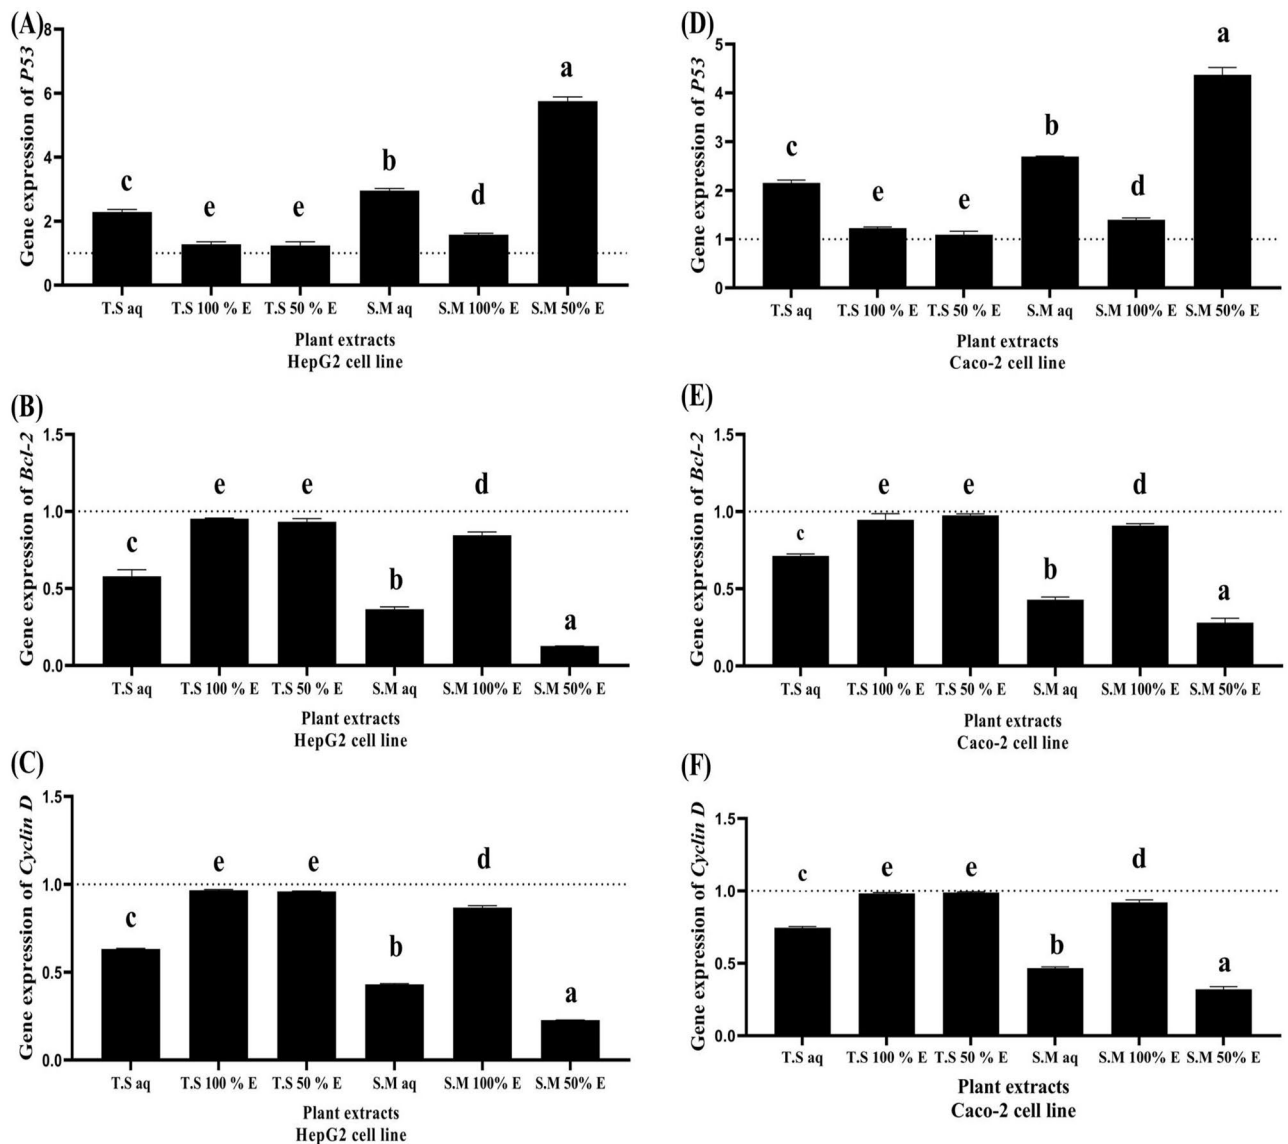 (A)
Gene expression of P53
8
6
4
2
0
c
e
e
b
d
a
T.S aq T.S 100 % E T.S 50 % E S.M aq S.M 100% E S.M 50% E
Plant extracts
HepG2 cell line
(D)
Gene expression of P53
5
4
3
2
1
0
c
e
e
b
d
a
T.S aq T.S 100 % E T.S 50 % E S.M aq S.M 100% E S.M 50% E
Plant extracts
Caco-2 cell line
(B)
Gene expression of Bcl-2
1.5
1.0
0.5
0.0
c
e
e
b
d
a
T.S aq T.S 100 % E T.S 50 % E S.M aq S.M 100% E S.M 50% E
Plant extracts
HepG2 cell line
(E)
Gene expression of Bcl-2
1.5
1.0
0.5
0.0
c
e
e
b
d
a
T.S aq T.S 100 % E T.S 50 % E S.M aq S.M 100% E S.M 50% E
Plant extracts
Caco-2 cell line
(C)
Gene expression of Cyclin D
1.5
1.0
0.5
0.0
c
e
e
b
d
a
T.S aq T.S 100 % E T.S 50 % E S.M aq S.M 100% E S.M 50% E
Plant extracts
HepG2 cell line
(F)
Gene expression of Cyclin D
1.5
1.0
0.5
0.0
c
e
e
b
d
a
T.S aq T.S 100 % E T.S 50 % E S.M aq S.M 100% E S.M 50% E
Plant extracts
Caco-2 cell line